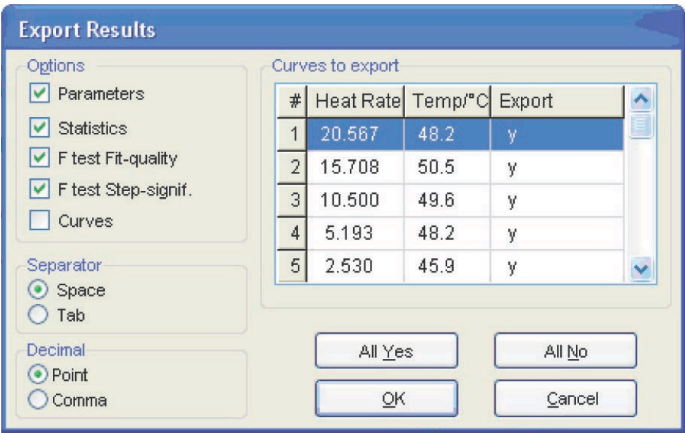 Export Results
Options
Parameters
Statistics
F test Fit-quality
F test Step-signif.
Curves
Separator
Space
Tab
Decimal
Point
Comma
Curves to export
# Heat Rate Temp/°C Export
1 20.567 48.2 y
2 15.708 50.5 y
3 10.500 49.6 y
4 5.193 48.2 y
5 2.530 45.9 y
All Yes All No
OK Cancel